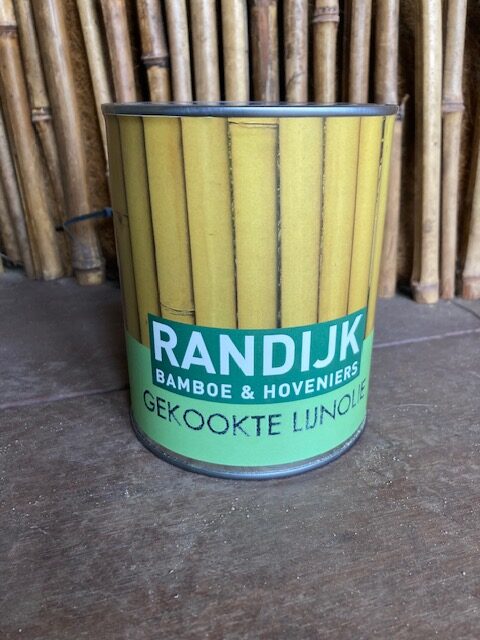 RANDIJK
BAMBOE & HOVENIERS
GEKOOKTE LIJNOLIE